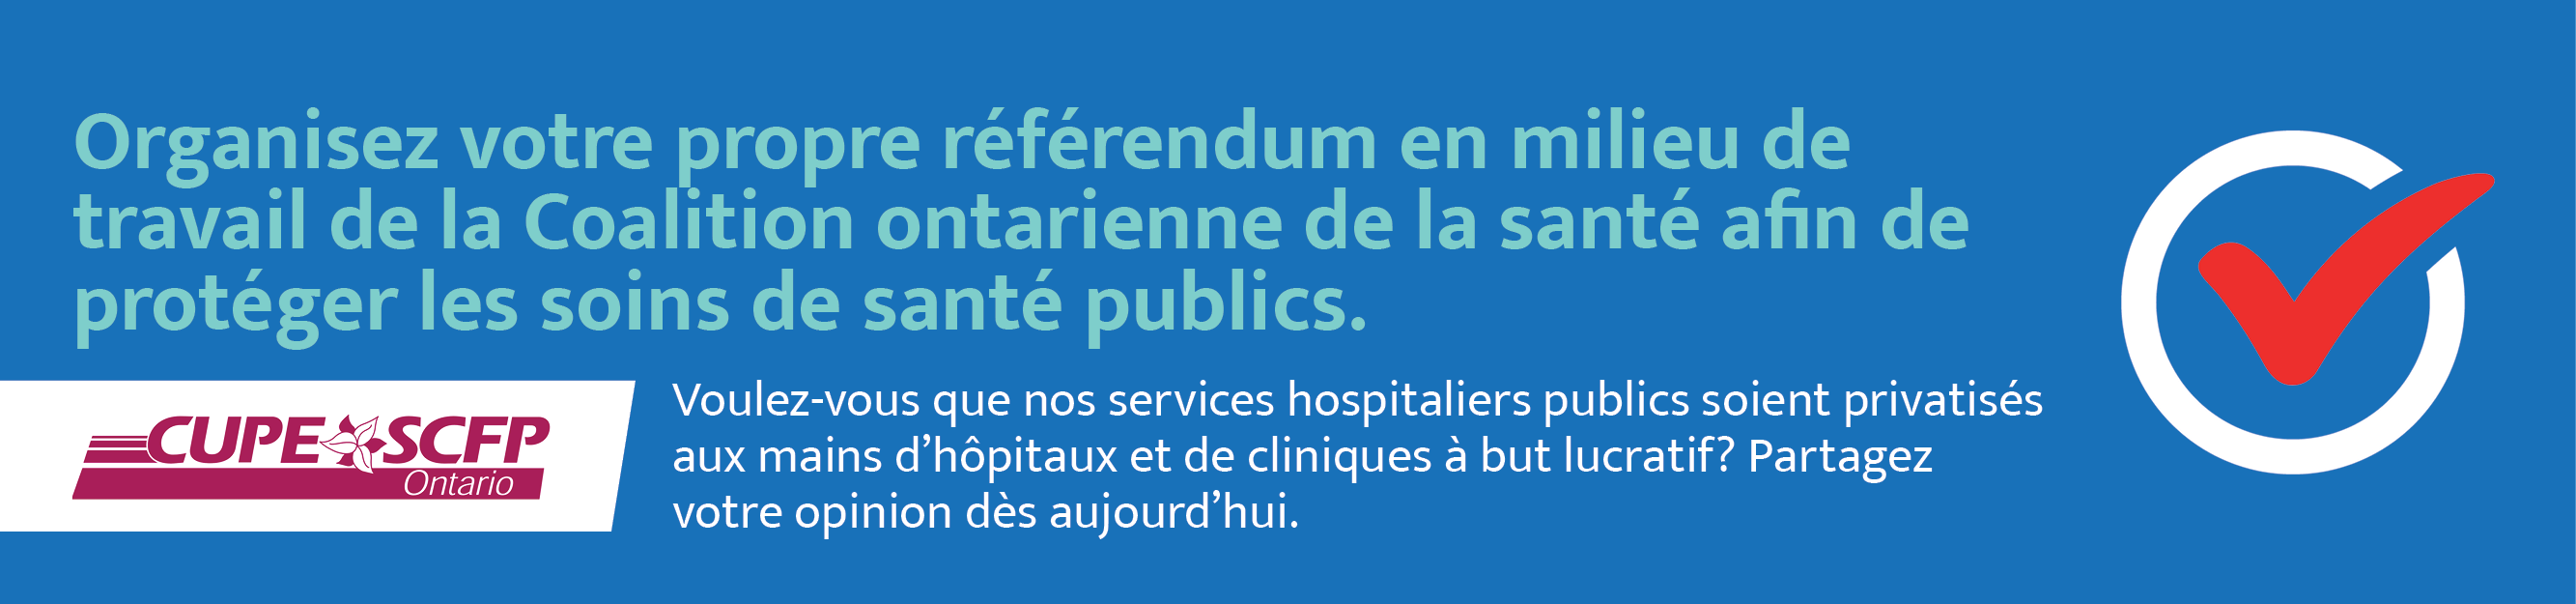 Organisez votre propre référendum en milieu de
travail de la Coalition ontarienne de la santé afin de
protéger les soins de santé publics.
CUPE SCFP
Ontario
Voulez-vous que nos services hospitaliers publics soient privatisés
aux mains d’hôpitaux et de cliniques à but lucratif? Partagez
votre opinion dès aujourd’hui.